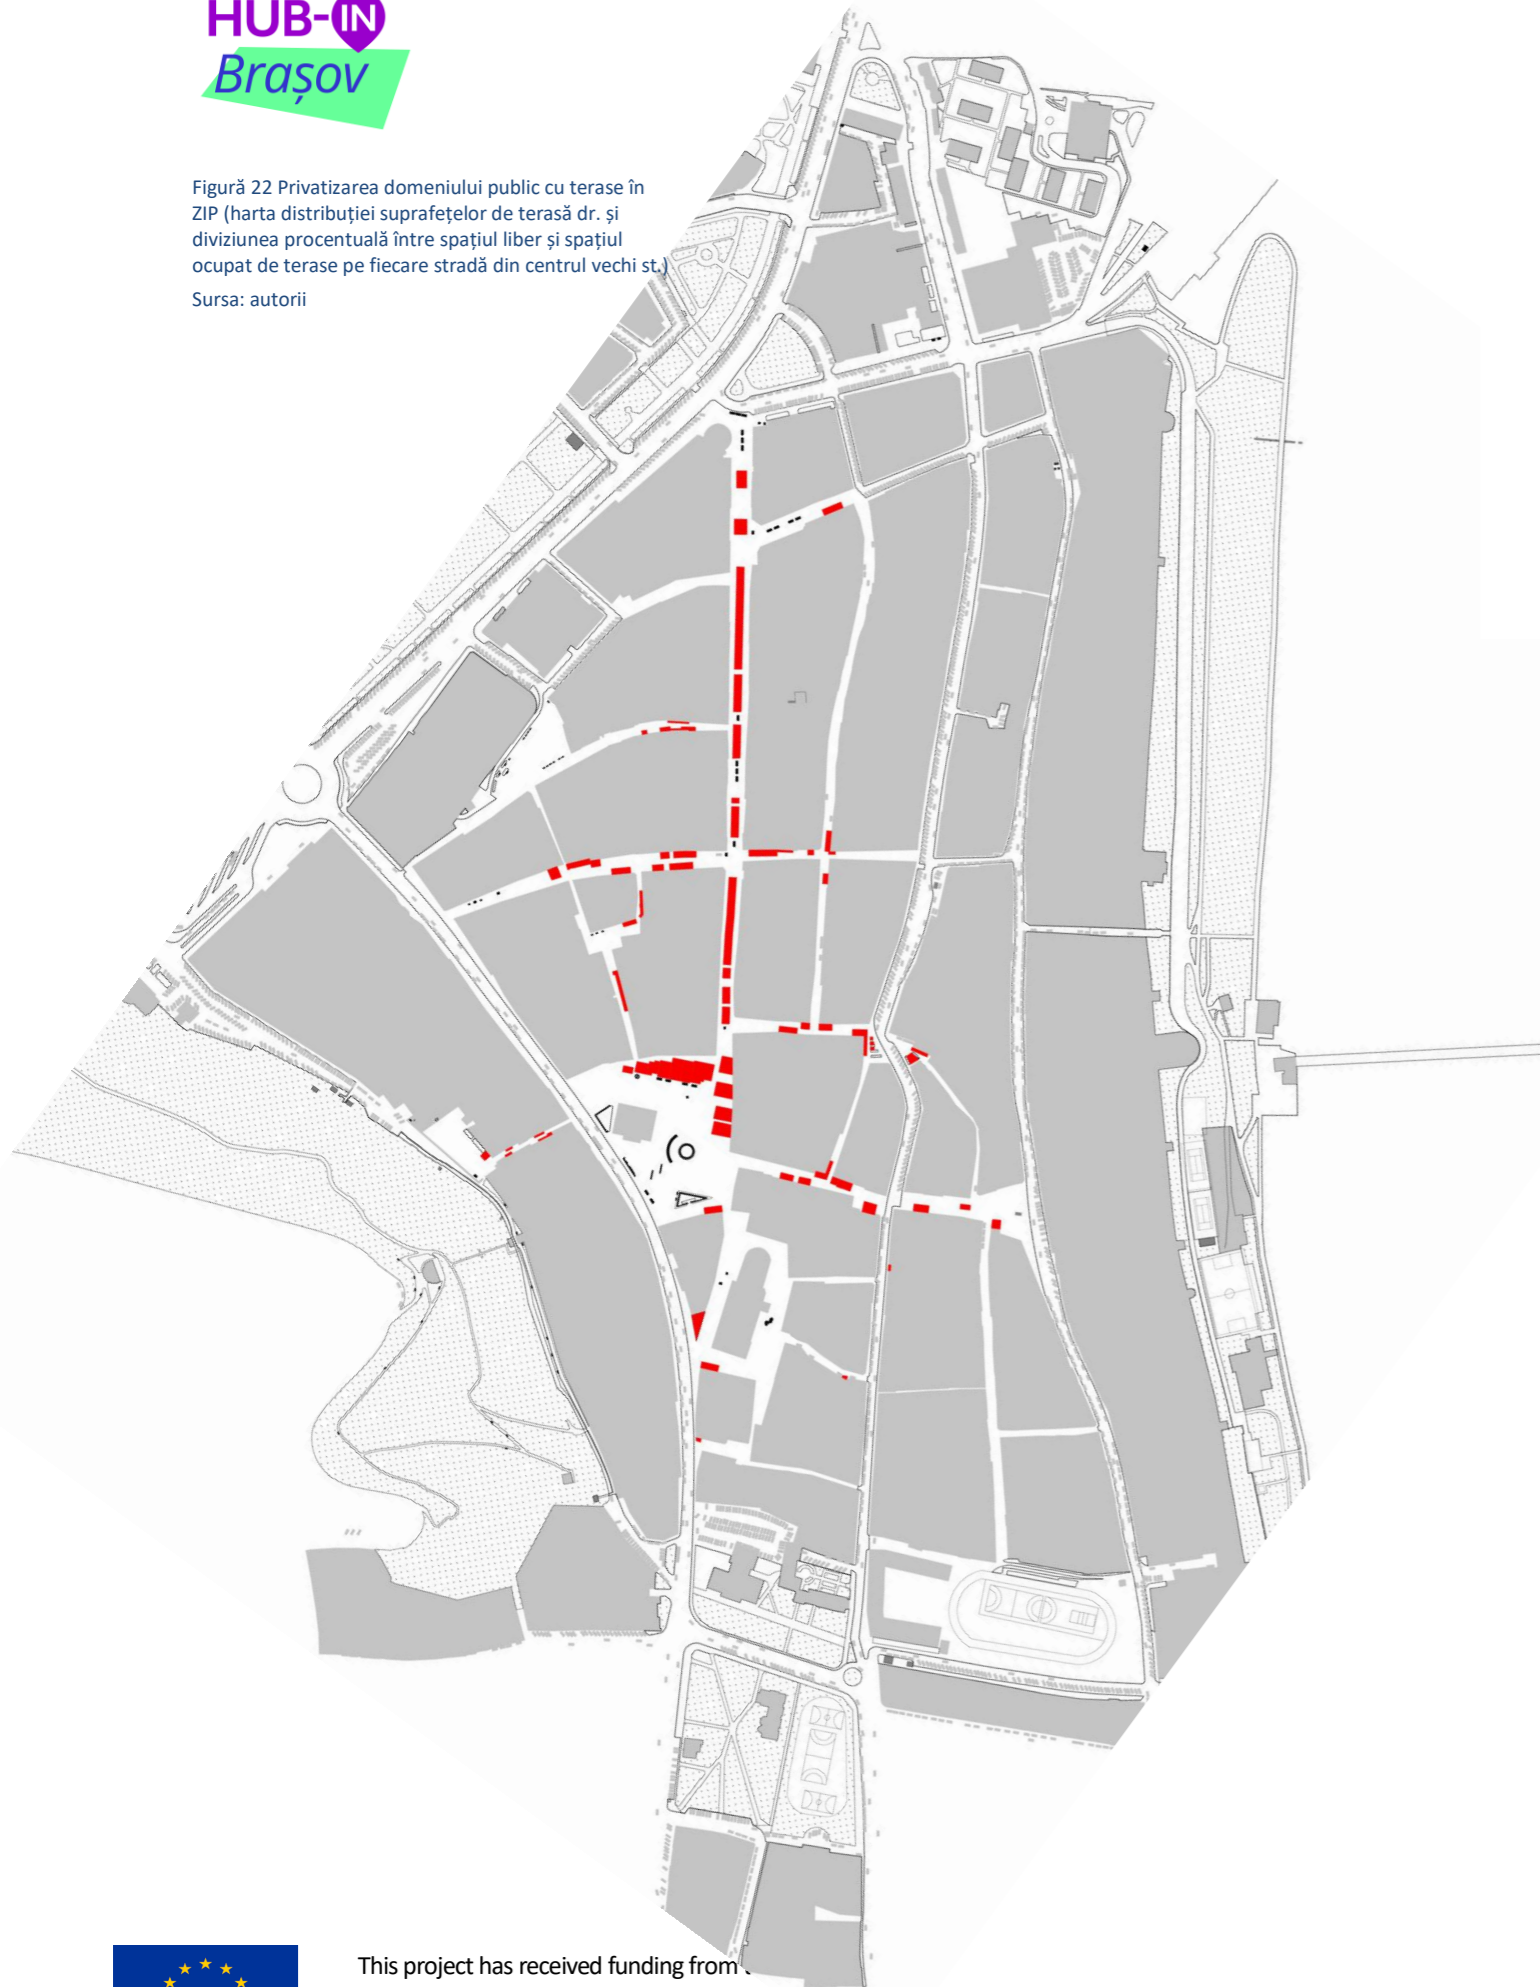 HUB-IN
Brașov
Figură 22 Privatizarea domeniului public cu terase în
ZIP (harta distribuției suprafețelor de terasă dr. și
diviziunea procentuală între spațiul liber și spațiul
ocupat de terase pe fiecare stradă din centrul vechi st.)
Sursa: autorii
This project has received funding from